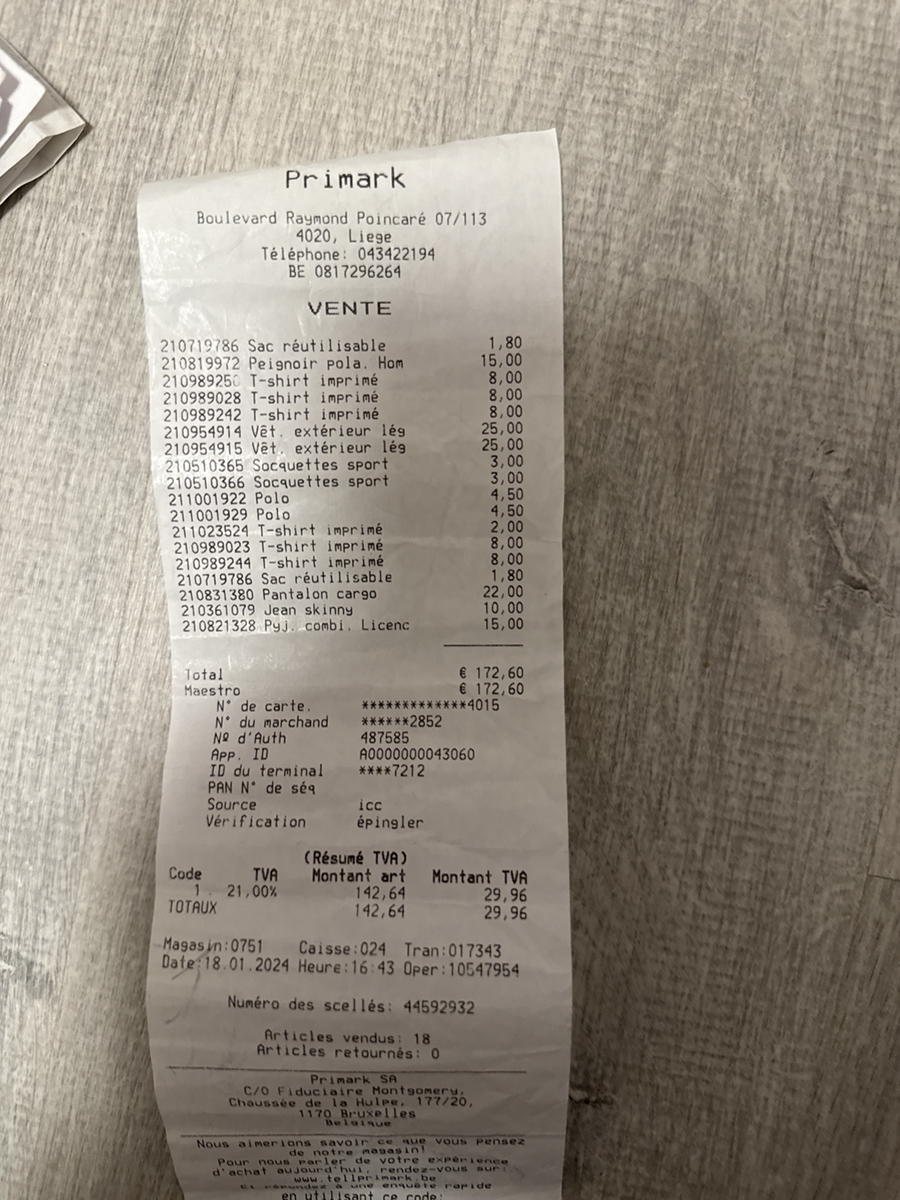 Primark
Boulevard Raymond Poincaré 07/113
4020, Liege
Téléphone: 043422194
BE 0817296264
VENTE
210719786 Sac réutilisable 1,80
210819972 Peignoir pola. Hom 15,00
T-shirt imprimé 8,00
210989028 T-shirt imprimé 8,00
210989242 T-shirt imprimé 8,00
210954914 Vêt. extérieur lég 25,00
210954915 Vêt. extérieur lég 25,00
210510365 Socquettes sport 3,00
210510366 Socquettes sport 3,00
211001922 Polo 4,50
211001929 Polo 4,50
211023524 T-shirt imprimé 2,00
210989023 T-shirt imprimé 8,00
210989244 T-shirt imprimé 8,00
210719786 Sac réutilisable 1,80
210831380 Pantalon cargo 22,00
210361079 Jean skinny 10,00
210821328 Pyj. combi. Licenc 15,00
Total € 172,60
Maestro € 172,60
N° de carte. *************4015
N° du marchand ******2852
Nº d'Auth 487585
App. ID A0000000043060
ID du terminal ****7212
PAN N° de séq
Source icc
Vérification épingler
(Résumé TVA)
Code TVA Montant art Montant TVA
1 21,00% 142,64 29,96
TOTAUX 142,64 29,96
Magasin:0751 Caisse:024 Tran:017343
Date:18.01.2024 Heure:16:43 Oper:10547954
Numéro des scellés: 44592932
Articles vendus: 18
Articles retournés: 0
Primark SA
C/O Fiduciaire Montgomery,
Chaussée de la Hulpe, 177/20,
1170 Bruxelles
Belgique
Nous aimerions savoir ce que vous pensez
de notre magasin!
Pour nous parler de votre expérience
d'achat aujourd'hui, rendez-vous sur:
www.tellprimark.be
Et répondez à une enquête rapide
en utilisant ce code: